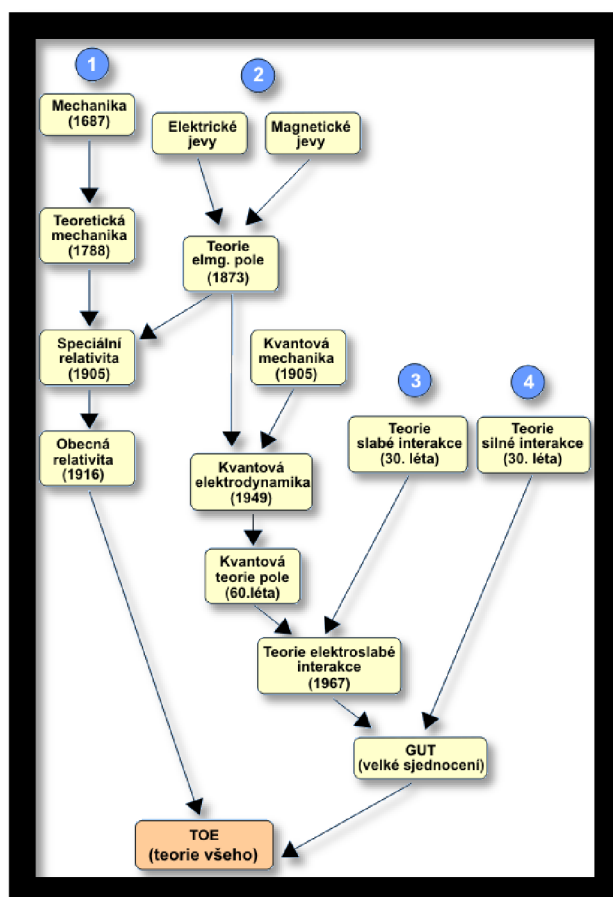 1
2
Mechanika
(1687)
Elektrické
jevy
Magnetické
jevy
Teoretická
mechanika
(1788)
Teorie
elmg. pole
(1873)
Speciální
relativita
(1905)
Kvantová
mechanika
(1905)
3
4
Obecná
relativita
(1916)
Teorie
slabé interakce
(30. léta)
Teorie
silné interakce
(30. léta)
Kvantová
elektrodynamika
(1949)
Kvantová
teorie pole
(60.léta)
Teorie elektroslabé
interakce
(1967)
GUT
(velké sjednocení)
TOE
(teorie všeho)